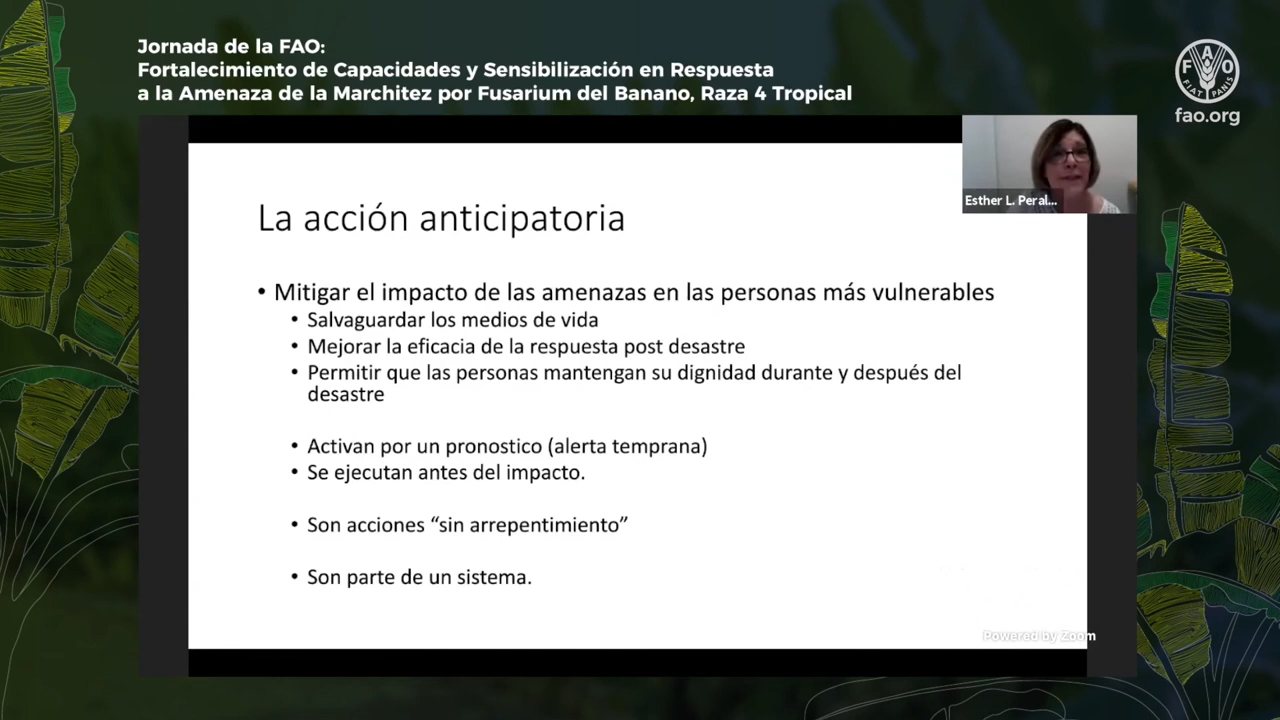 Jornada de la FAO:
Fortalecimiento de Capacidades y Sensibilización en Respuesta
a la Amenaza de la Marchitez por Fusarium del Banano, Raza 4 Tropical
FAO
FIAT PANIS
fao.org
Esther L. Peral...
La acción anticipatoria
• Mitigar el impacto de las amenazas en las personas más vulnerables
• Salvaguardar los medios de vida
• Mejorar la eficacia de la respuesta post desastre
• Permitir que las personas mantengan su dignidad durante y después del
desastre
• Activan por un pronostico (alerta temprana)
• Se ejecutan antes del impacto.
• Son acciones “sin arrepentimiento”
• Son parte de un sistema.
Powered by Zoom